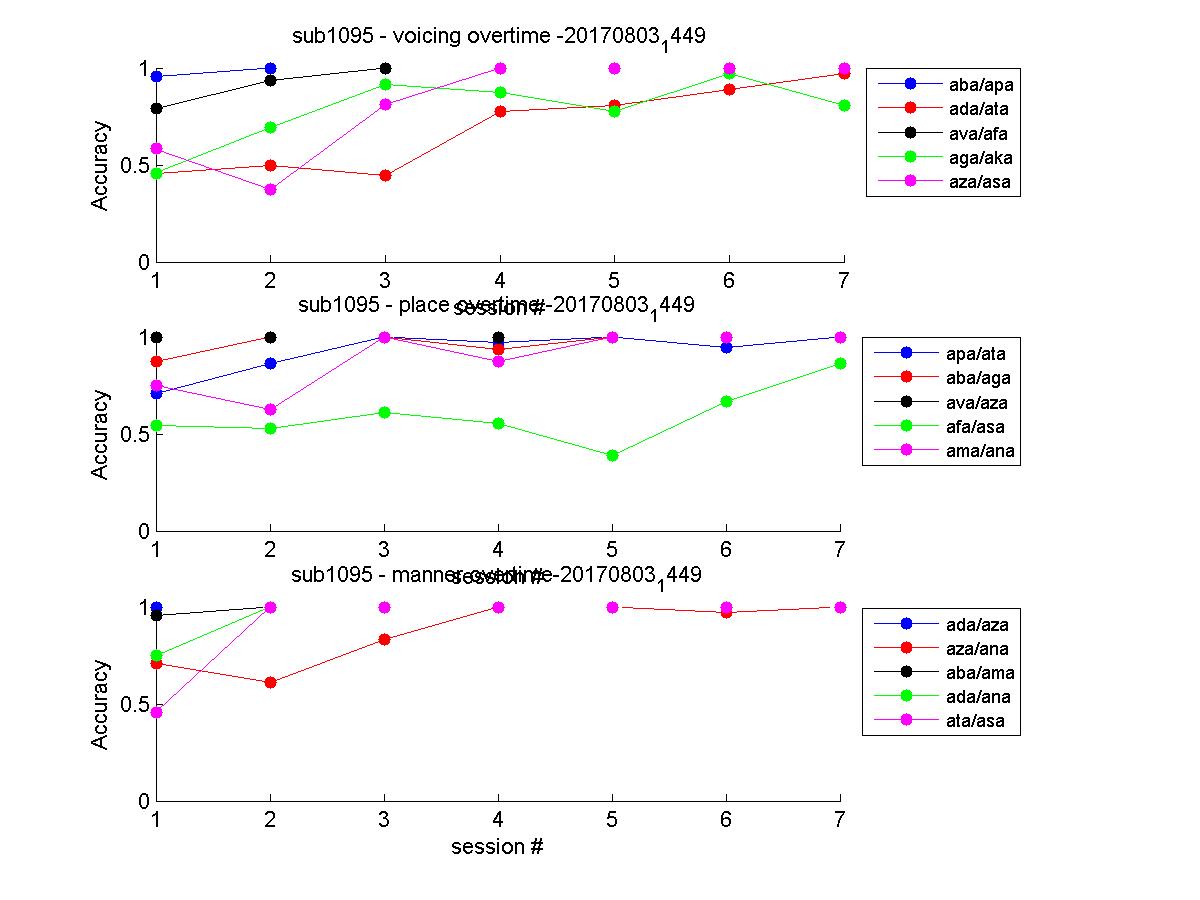 sub1095 - voicing overtime -20170803₁449
1
0.5
0
Accuracy
1 2 3 4 5 6 7
session #
aba/apa
ada/ata
ava/afa
aga/aka
aza/asa
sub1095 - place overtime -20170803₁449
1
0.5
0
Accuracy
1 2 3 4 5 6 7
session #
apa/ata
aba/aga
ava/aza
afa/asa
ama/ana
sub1095 - manner overtime -20170803₁449
1
0.5
0
Accuracy
1 2 3 4 5 6 7
session #
ada/aza
aza/ana
aba/ama
ada/ana
ata/asa